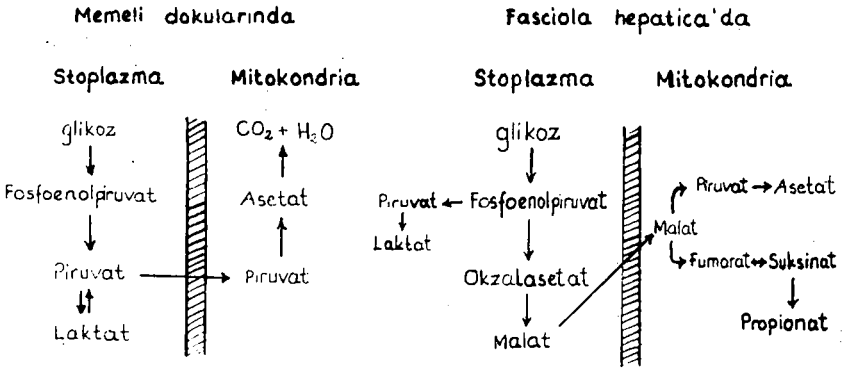 Memeli dokularında
Stoplazma
Mitokondria
glikoz
Fosfoenolpiruvat
Piruvat
Laktat
CO₂ + H₂O
Asetat
Piruvat
Fasciola hepatica'da
Stoplazma
Mitokondria
glikoz
Piruvat
Fosfoenolpiruvat
Laktat
Okzalasetat
Malat
Malat
Piruvat
Asetat
Fumarat
Suksinat
Propionat